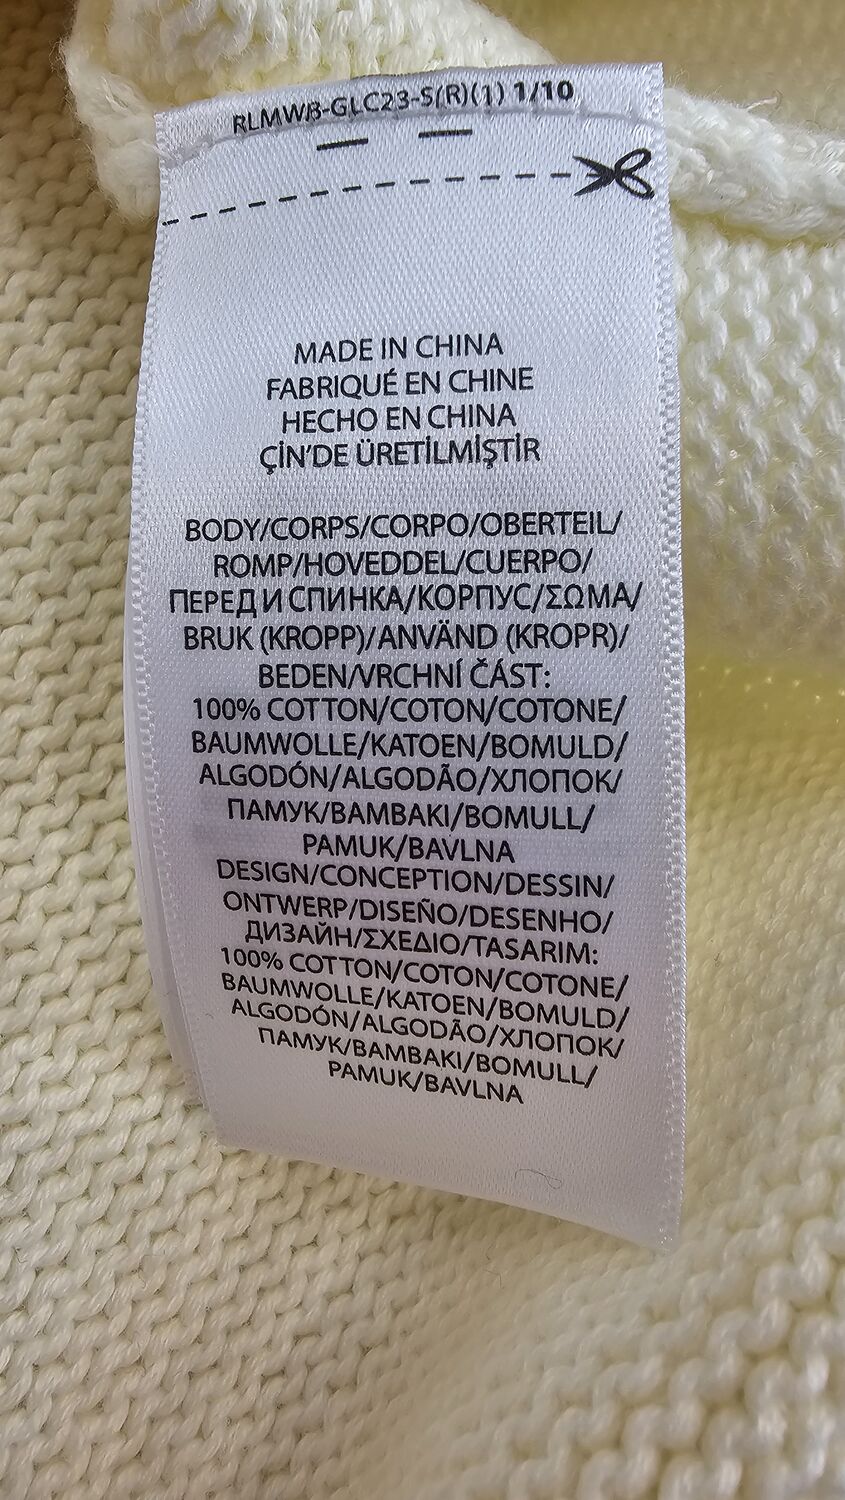 RLMWB-GLC23-S(R)(1) 1/10
MADE IN CHINA
FABRIQUÉ EN CHINE
HECHO EN CHINA
ÇİN'DE ÜRETİLMİŞTİR
BODY/CORPS/CORPO/OBERTEIL/
ROMP/HOVEDDEL/CUERPO/
ПЕРЕД И СПИНКА/КОРПУС/ΣΩΜΑ/
BRUK (KROPP)/ANVÄND (KROPR)/
BEDEN/VRCHNÍ ČÁST:
100% COTTON/COTON/COTONE/
BAUMWOLLE/KATOEN/BOMULD/
ALGODÓN/ALGODÃO/ХЛОПОК/
ПАМУК/ΒΑΜΒΑΚΙ/BOMULL/
PAMUK/BAVLNA
DESIGN/CONCEPTION/DESSIN/
ONTWERP/DISEÑO/DESENHO/
ДИЗАЙН/ΣΧΕΔΙΟ/TASARIM:
100% COTTON/COTON/COTONE/
BAUMWOLLE/KATOEN/BOMULD/
ALGODÓN/ALGODÃO/ХЛОПОК/
ПАМУК/ΒΑΜΒΑΚΙ/BOMULL/
PAMUK/BAVLNA